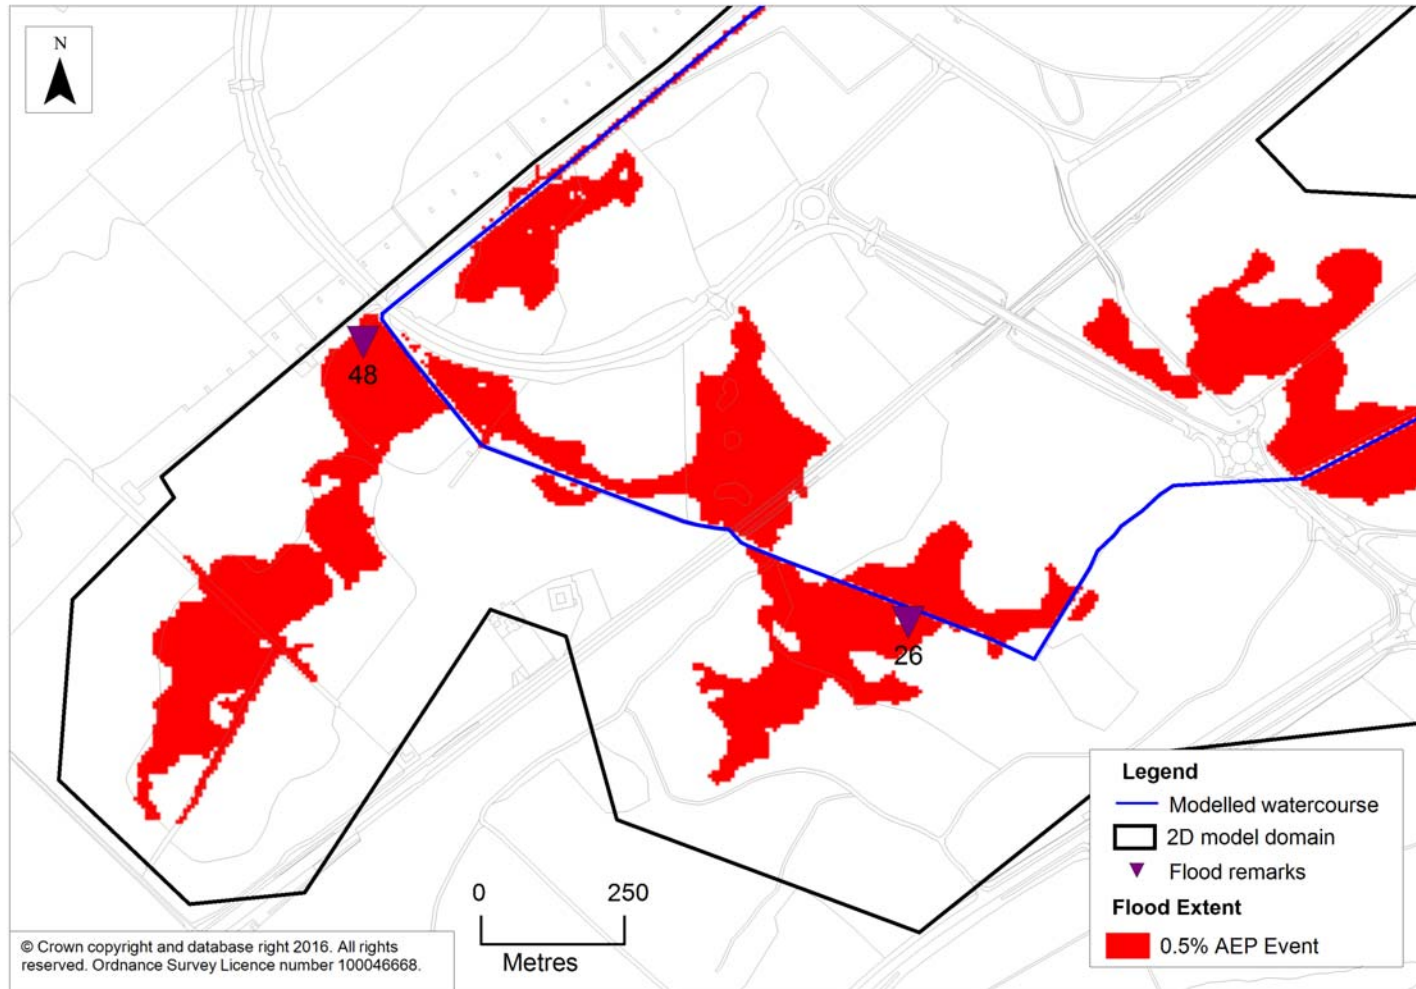 N
48
26
0 250
Metres
Legend
Modelled watercourse
2D model domain
Flood remarks
Flood Extent
0.5% AEP Event
© Crown copyright and database right 2016. All rights
reserved. Ordnance Survey Licence number 100046668.